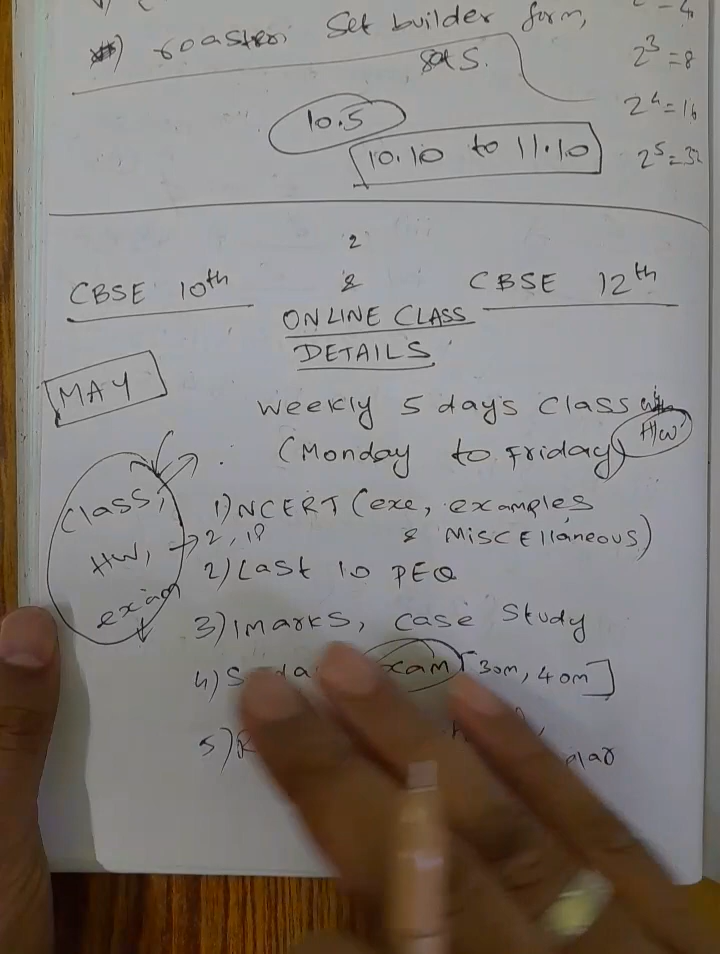 roaster, Set builder form,
sets.
2³ = 8
2⁴ = 16
2⁵ = 32
10.5
10.10 to 11.10
2
CBSE 10th & CBSE 12th
ONLINE CLASS
DETAILS
MAY
Weekly 5 days class
(Monday to Friday) H/W
Class,
HW,
exam
1) NCERT (exe, examples
& MiSCEllaneous)
2, 1P
2) Last 10 PEQ
3) 1marks, case study
4) exam [30m, 40m]
5)